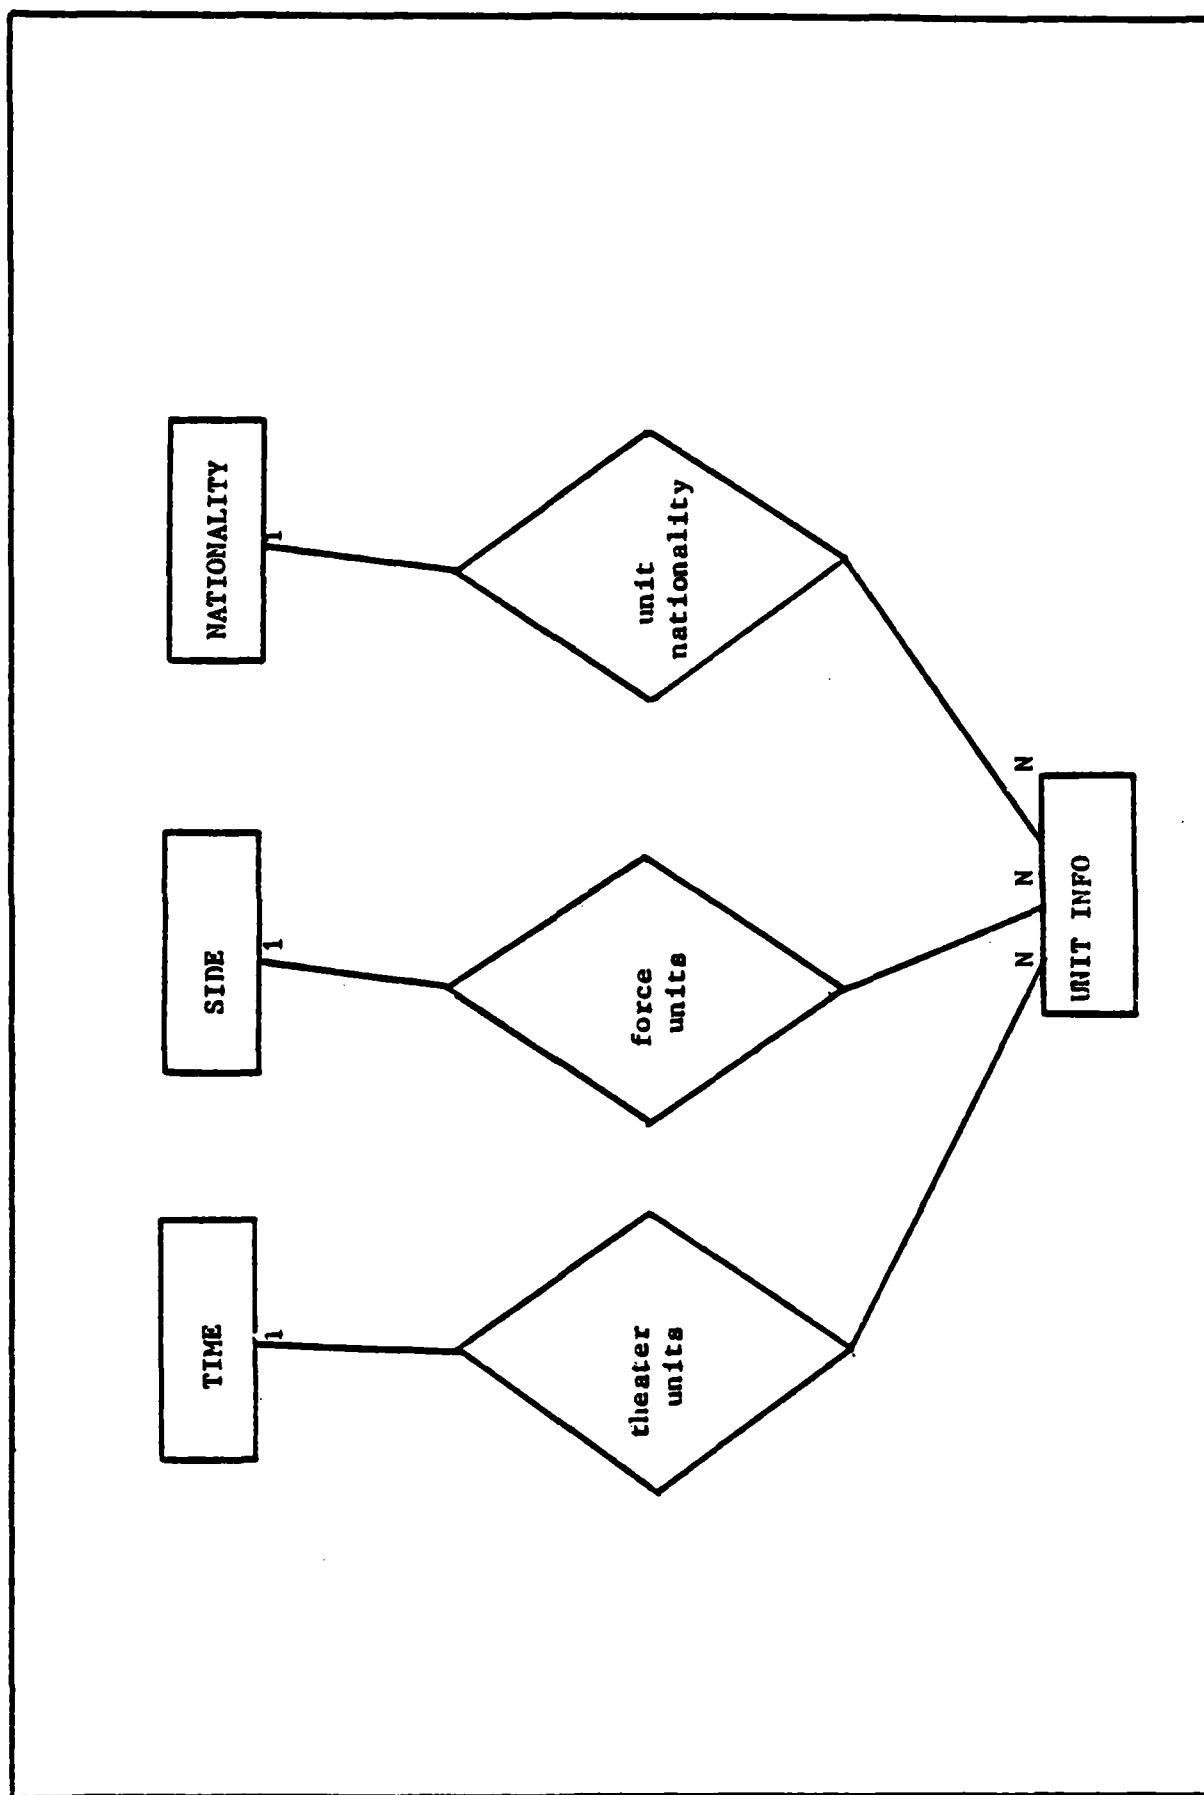 TIME
SIDE
NATIONALITY
1
1
1
theater
units
force
units
unit
nationality
N
N
N
UNIT INFO